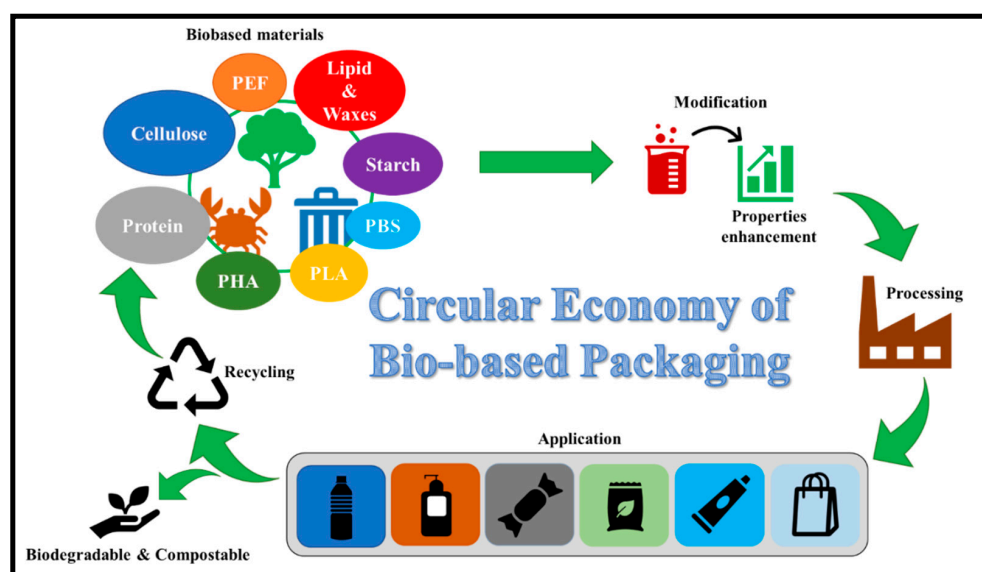 Biobased materials
PEF
Lipid
&
Waxes
Cellulose
Starch
Protein
PBS
PHA
PLA
Modification
Properties
enhancement
Processing
Circular Economy of
Bio-based Packaging
Recycling
Application
Biodegradable & Compostable